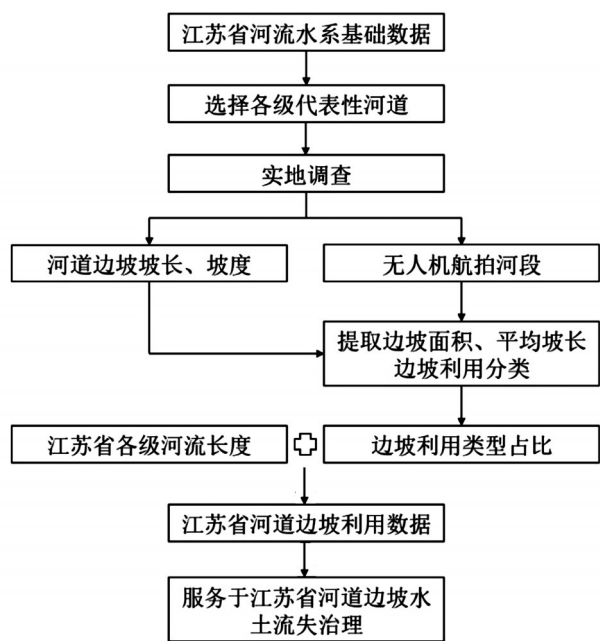 江苏省河流水系基础数据
选择各级代表性河道
实地调查
河道边坡坡长、坡度
无人机航拍河段
提取边坡面积、平均坡长
边坡利用分类
江苏省各级河流长度
边坡利用类型占比
江苏省河道边坡利用数据
服务于江苏省河道边坡水
土流失治理